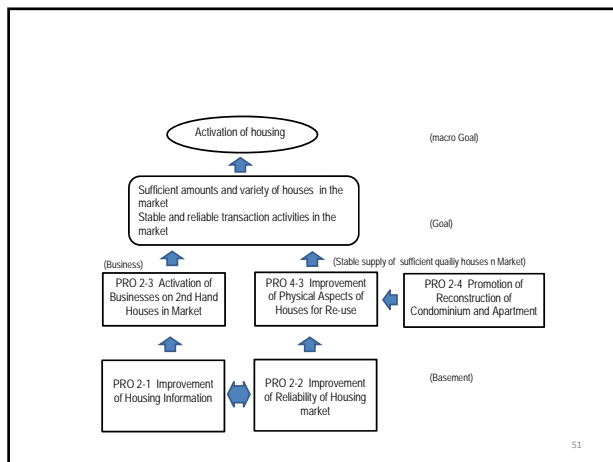 Activation of housing
(macro Goal)
Sufficient amounts and variety of houses in the
market
Stable and reliable transaction activities in the
market
(Goal)
(Business)
(Stable supply of sufficient quailiy houses n Market)
PRO 2-3 Activation of
Businesses on 2nd Hand
Houses in Market
PRO 4-3 Improvement
of Physical Aspects of
Houses for Re-use
PRO 2-4 Promotion of
Reconstruction of
Condominium and Apartment
PRO 2-1 Improvement
of Housing Information
PRO 2-2 Improvement
of Reliability of Housing
market
(Basement)
51